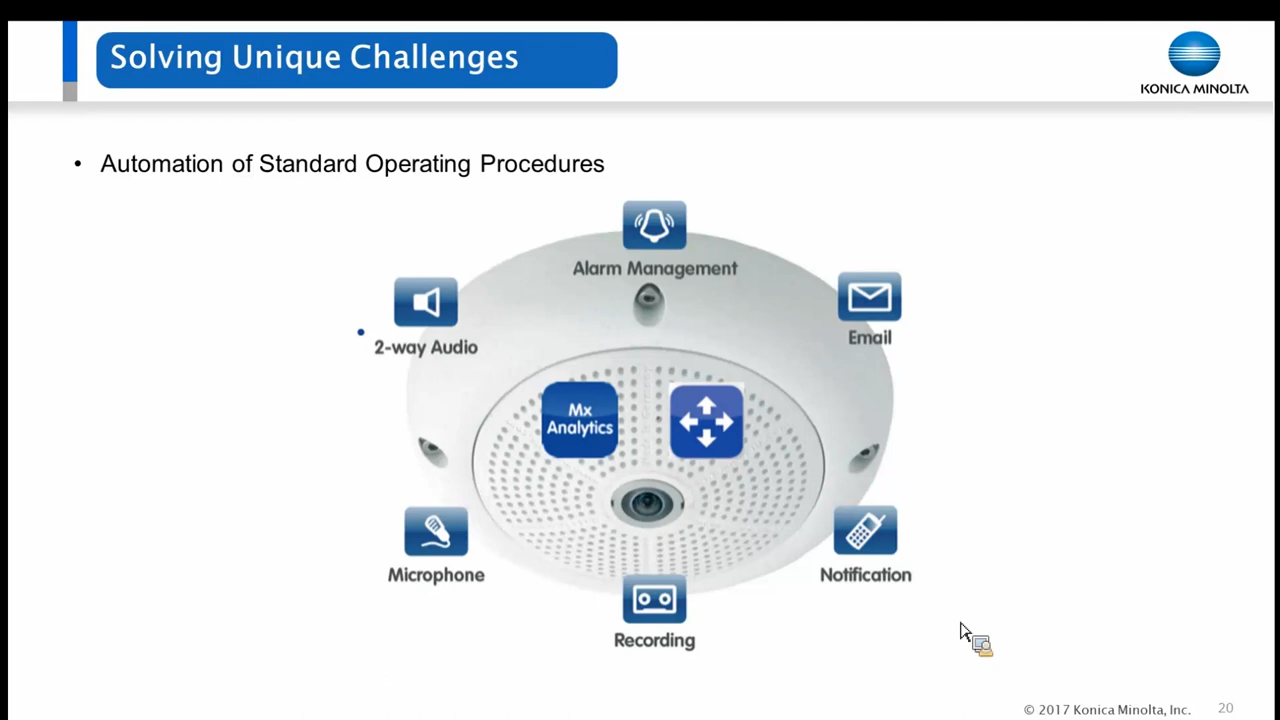 Solving Unique Challenges
KONICA MINOLTA
• Automation of Standard Operating Procedures
Alarm Management
Email
2-way Audio
Mx
Analytics
Microphone
Notification
Recording
© 2017 Konica Minolta, Inc.
20